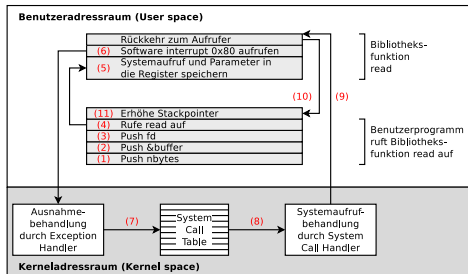 Benutzeradressraum (User space)
Rückkehr zum Aufrufer
(6) Software interrupt 0x80 aufrufen
(5) Systemaufruf und Parameter in
die Register speichern
Bibliotheks-
funktion
read
(10)
(9)
(11) Erhöhe Stackpointer
(4) Rufe read auf
(3) Push fd
(2) Push &buffer
(1) Push nbytes
Benutzerprogramm
ruft Bibliotheks-
funktion read auf
Ausnahme-
behandlung
durch Exception
Handler
(7)
System
Call
Table
(8)
Systemaufruf-
behandlung
durch System
Call Handler
Kerneladressraum (Kernel space)